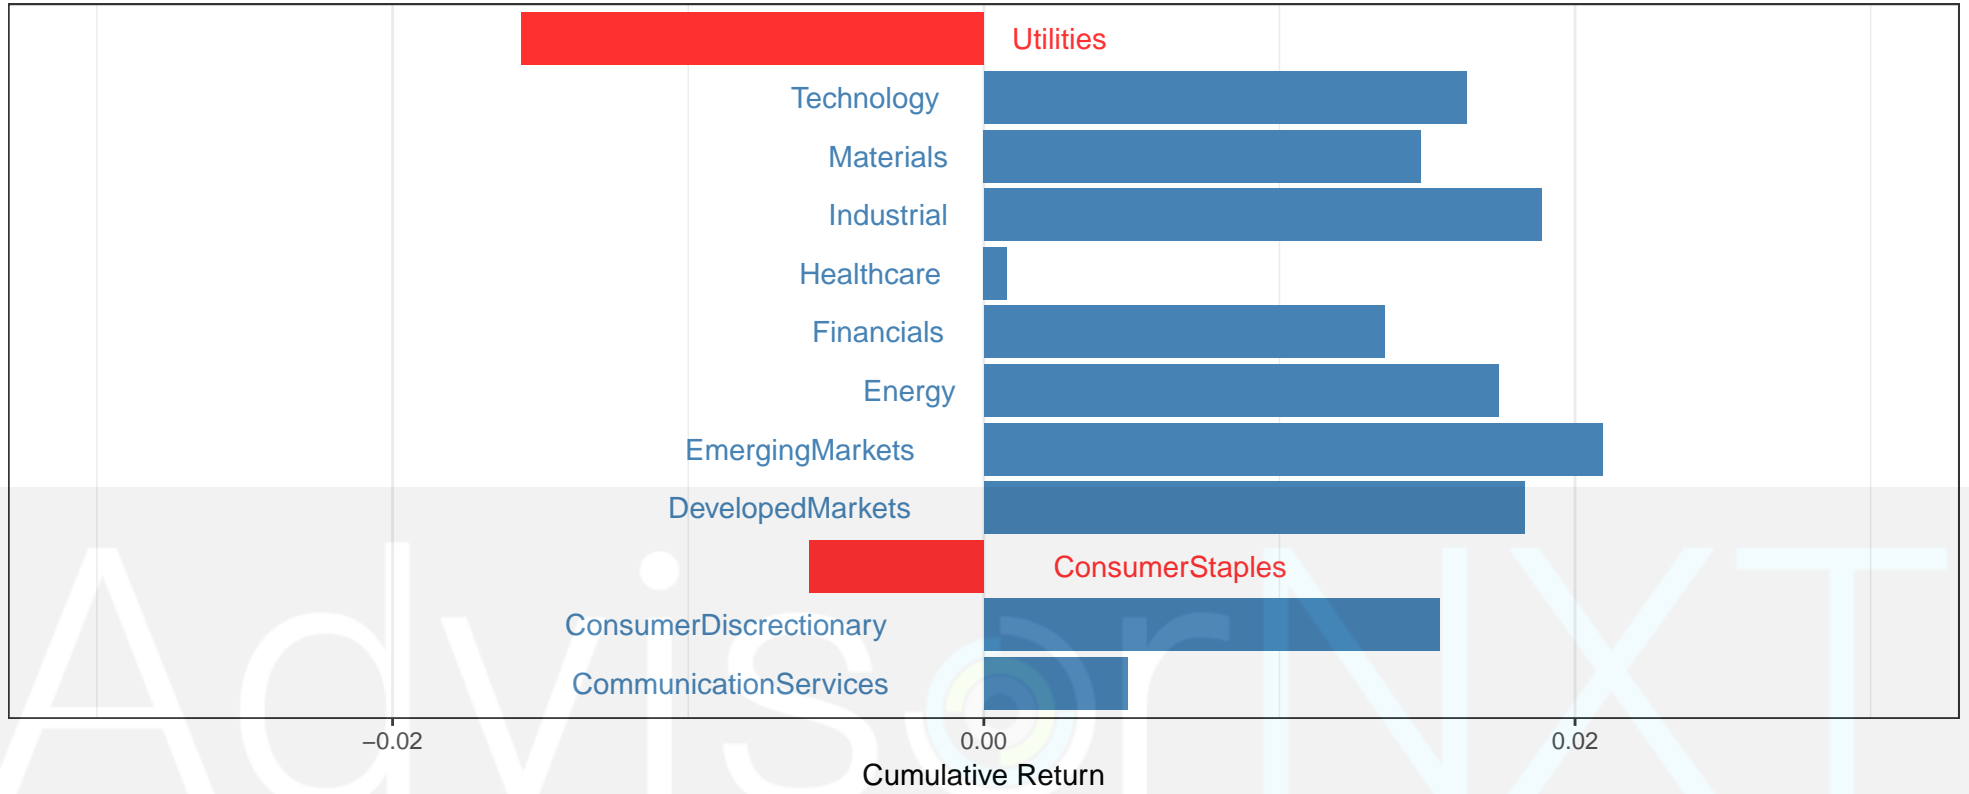 Utilities
Technology
Materials
Industrial
Healthcare
Financials
Energy
EmergingMarkets
DevelopedMarkets
ConsumerStaples
ConsumerDiscrectionary
CommunicationServices
−0.02 0.00 0.02
Cumulative Return
AdvisorNXT